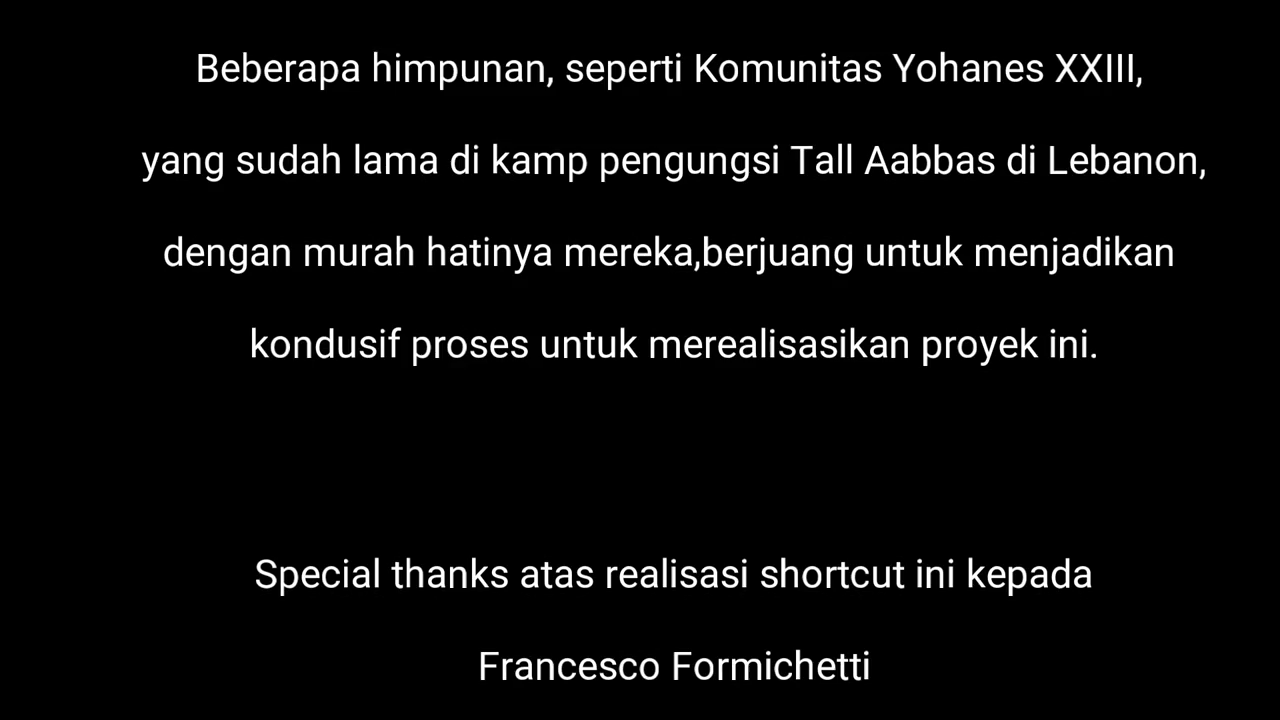 Beberapa himpunan, seperti Komunitas Yohanes XXIII,
yang sudah lama di kamp pengungsi Tall Aabbas di Lebanon,
dengan murah hatinya mereka,berjuang untuk menjadikan
kondusif proses untuk merealisasikan proyek ini.
Special thanks atas realisasi shortcut ini kepada
Francesco Formichetti